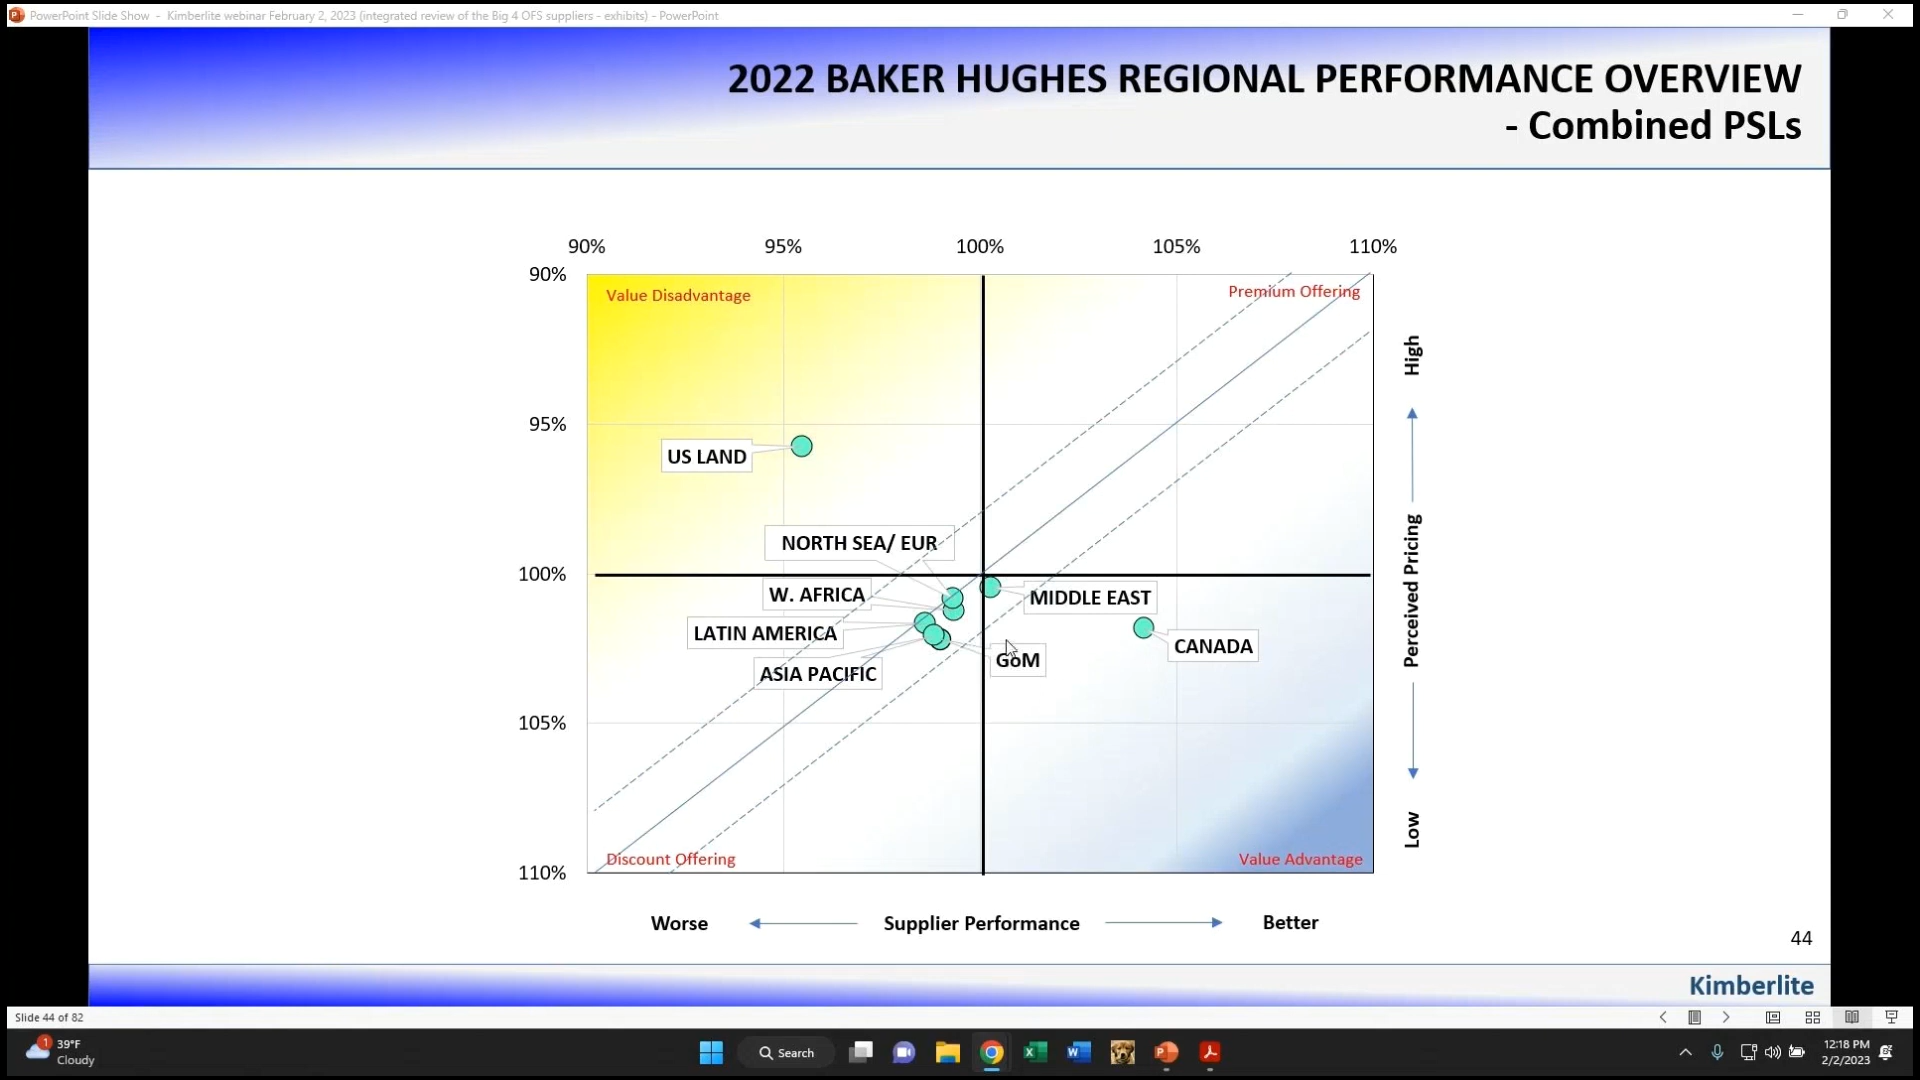 PowerPoint Slide Show - Kimberlite webinar February 2, 2023 (integrated review of the Big 4 OFS suppliers - exhibits) - PowerPoint
2022 BAKER HUGHES REGIONAL PERFORMANCE OVERVIEW
- Combined PSLs
90% 95% 100% 105% 110%
90%
Value Disadvantage
Premium Offering
High
95%
US LAND
NORTH SEA/ EUR
100%
W. AFRICA
MIDDLE EAST
LATIN AMERICA
CANADA
GoM
ASIA PACIFIC
Perceived Pricing
105%
Low
Discount Offering
Value Advantage
110%
Worse Supplier Performance Better
44
Kimberlite
Slide 44 of 82
1
39°F
Cloudy
Search
12:18 PM
2/2/2023